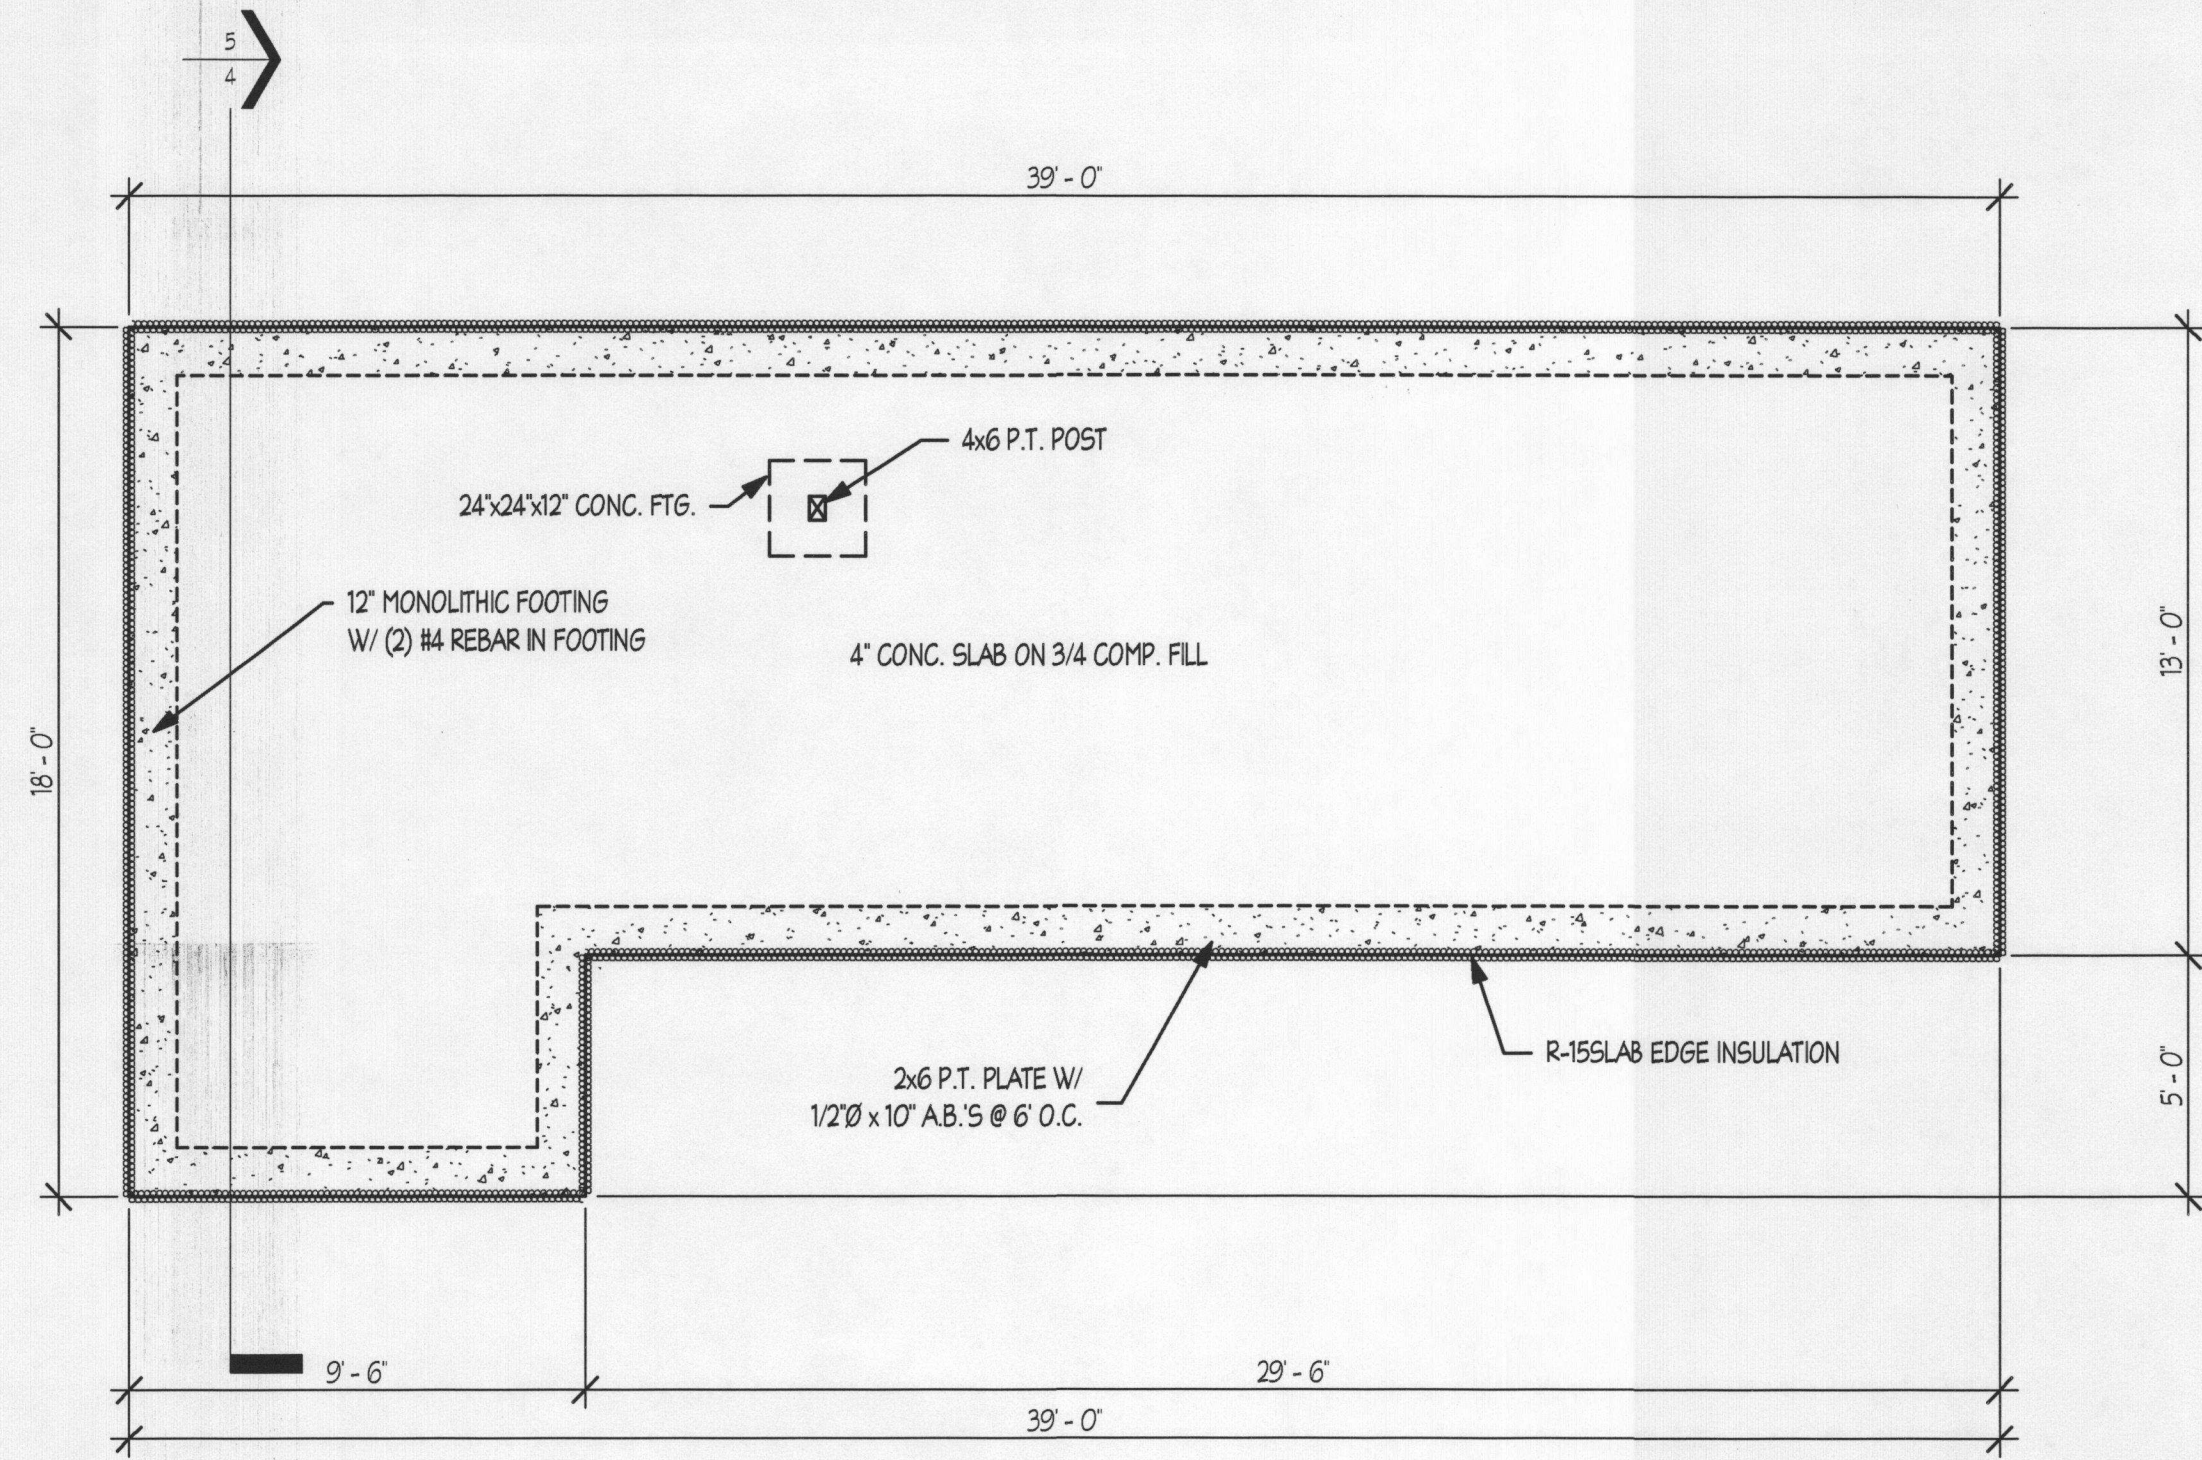 5
4
39' - 0"
4x6 P.T. POST
24"x24"x12" CONC. FTG.
12" MONOLITHIC FOOTING
W/ (2) #4 REBAR IN FOOTING
4" CONC. SLAB ON 3/4 COMP. FILL
13' - 0"
18' - 0"
R-15SLAB EDGE INSULATION
2x6 P.T. PLATE W/
1/2"Ø x 10" A.B.'S @ 6' O.C.
5' - 0"
9' - 6"
29' - 6"
39' - 0"